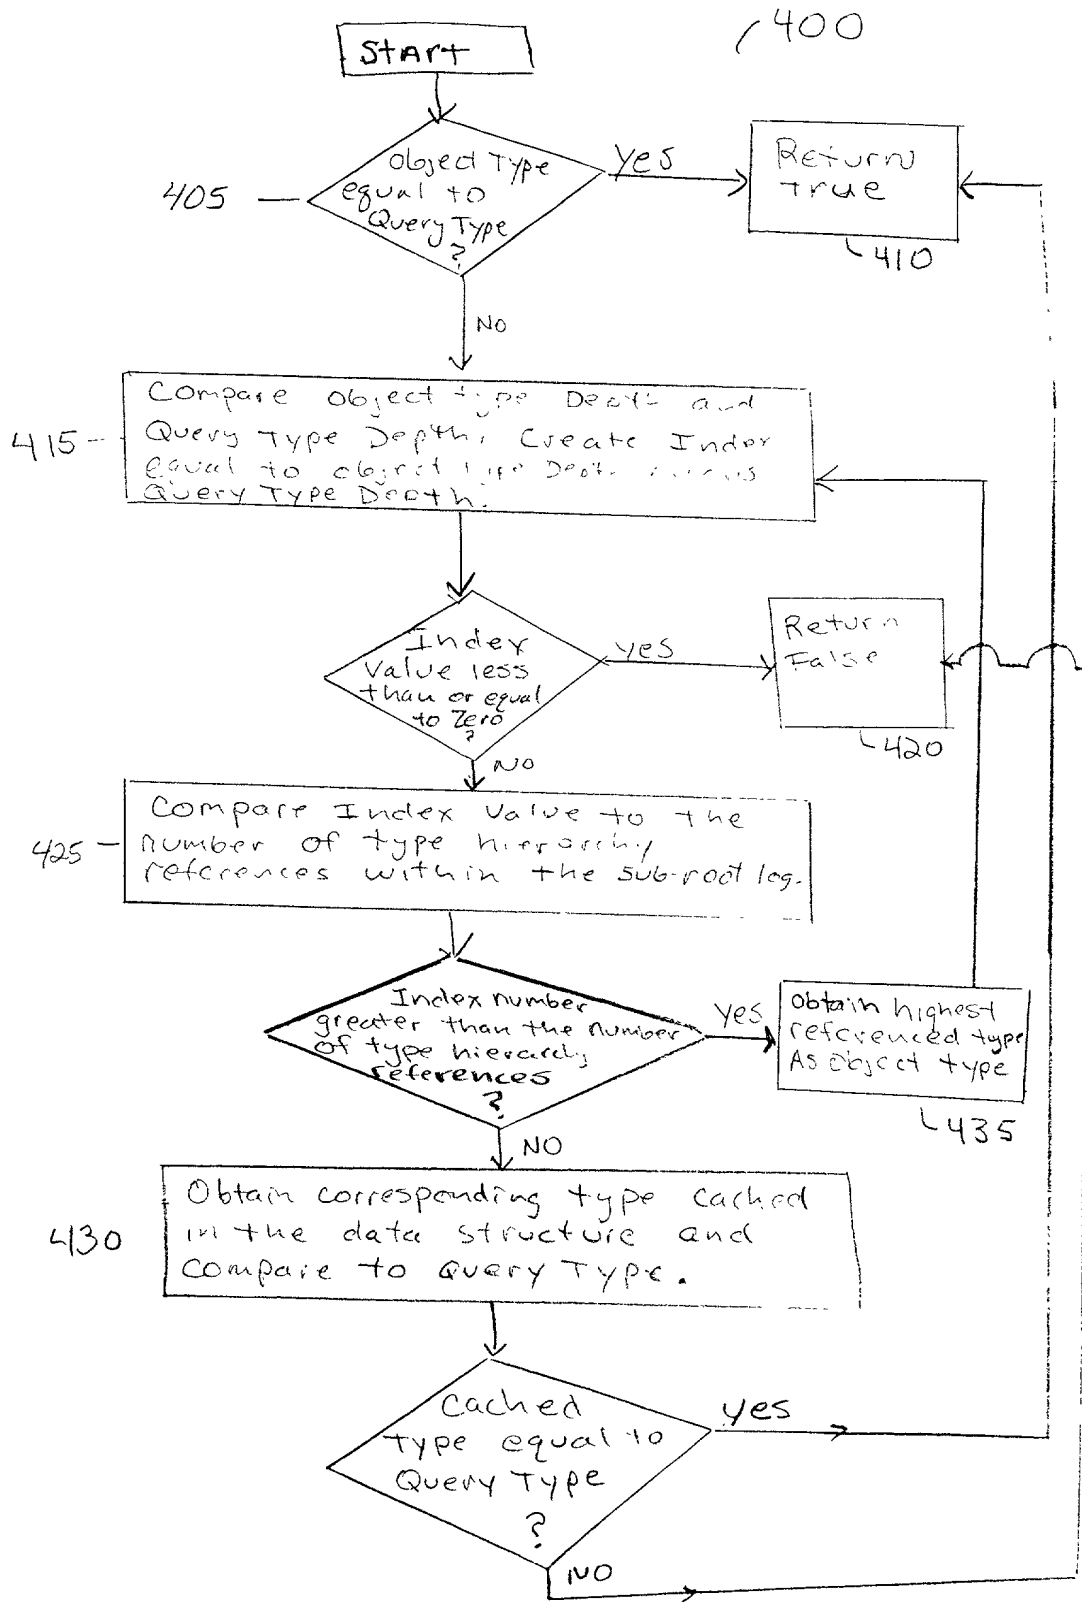 400
Start
Object Type
equal to
Query Type
?
405
yes
Return
true
410
NO
Compare object type Depth and
Query Type Depth; Create Index
equal to object type Depth minus
Query Type Depth.
415
Index
Value less
than or equal
to Zero
?
yes
Return
False
420
NO
Compare Index Value to the
number of type hierarchy
references within the sub-root log.
425
Index number
greater than the number
of type hierarchy
references
?
yes
Obtain highest
referenced type
As object type
435
NO
Obtain corresponding type cached
in the data structure and
compare to Query Type.
430
Cached
Type equal to
Query Type
?
yes
NO